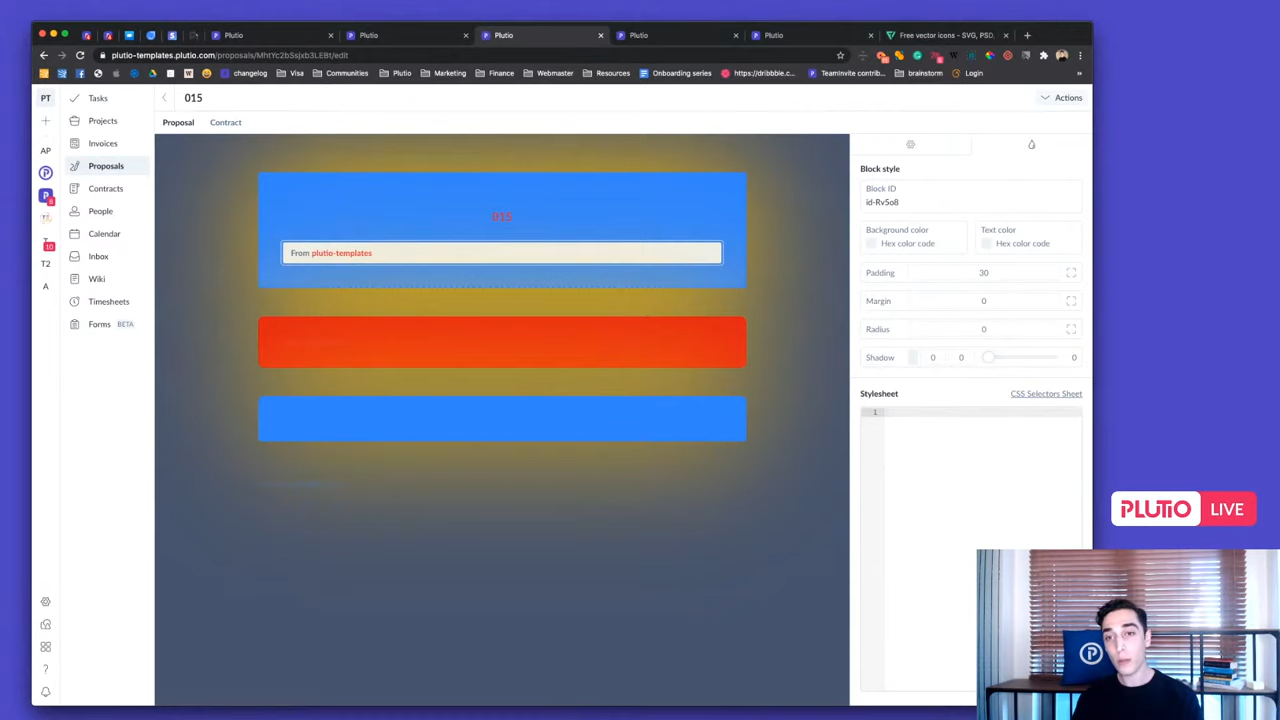 Plutio
Plutio
Plutio
Plutio
Plutio
Free vector icons - SVG, PSD,
plutio-templates.plutio.com/proposals/MhtYc2bSsjxb3LEBt/edit
changelog
Visa
Communities
Plutio
Marketing
Finance
Webmaster
Resources
Onboarding series
https://dribbble.c...
TeamInvite contrib...
brainstorm
Login
PT
Tasks
015
Actions
Projects
Proposal
Contract
Invoices
AP
Proposals
Block style
Contracts
Block ID
8
id-Rv5o8
People
015
Calendar
Background color
Text color
10
Hex color code
Hex color code
Inbox
From plutio-templates
T2
Wiki
Padding
30
A
Timesheets
Margin
0
Forms
BETA
Radius
0
Shadow
0
0
0
Stylesheet
CSS Selectors Sheet
1
PLUTIO
LIVE